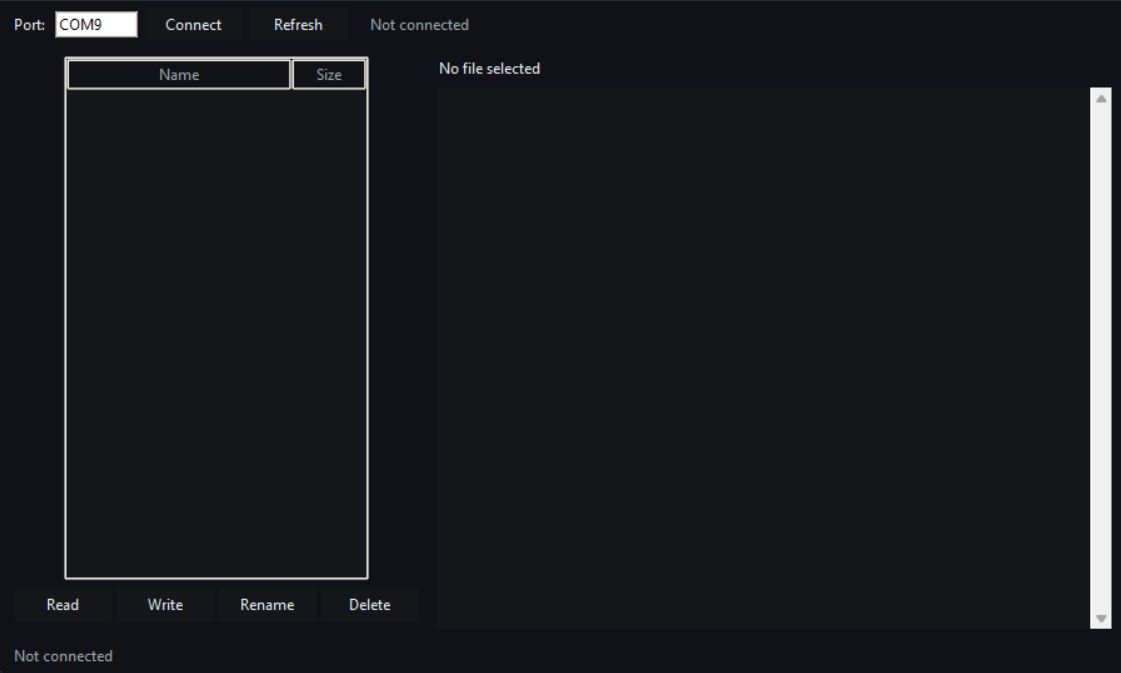 Port: COM9 Connect Refresh Not connected
Name Size
No file selected
Read Write Rename Delete
Not connected